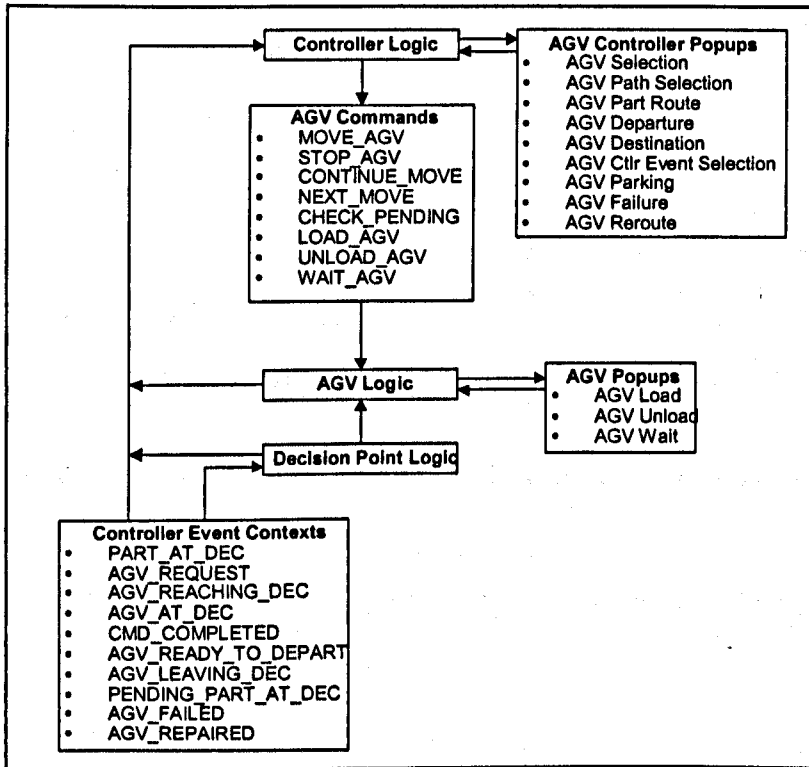 Controller Logic
AGV Controller Popups
• AGV Selection
• AGV Path Selection
• AGV Part Route
• AGV Departure
• AGV Destination
• AGV Ctlr Event Selection
• AGV Parking
• AGV Failure
• AGV Reroute
AGV Commands
• MOVE_AGV
• STOP_AGV
• CONTINUE_MOVE
• NEXT_MOVE
• CHECK_PENDING
• LOAD_AGV
• UNLOAD_AGV
• WAIT_AGV
AGV Logic
AGV Popups
• AGV Load
• AGV Unload
• AGV Wait
Decision Point Logic
Controller Event Contexts
• PART_AT_DEC
• AGV_REQUEST
• AGV_REACHING_DEC
• AGV_AT_DEC
• CMD_COMPLETED
• AGV_READY_TO_DEPART
• AGV_LEAVING_DEC
• PENDING_PART_AT_DEC
• AGV_FAILED
• AGV_REPAIRED